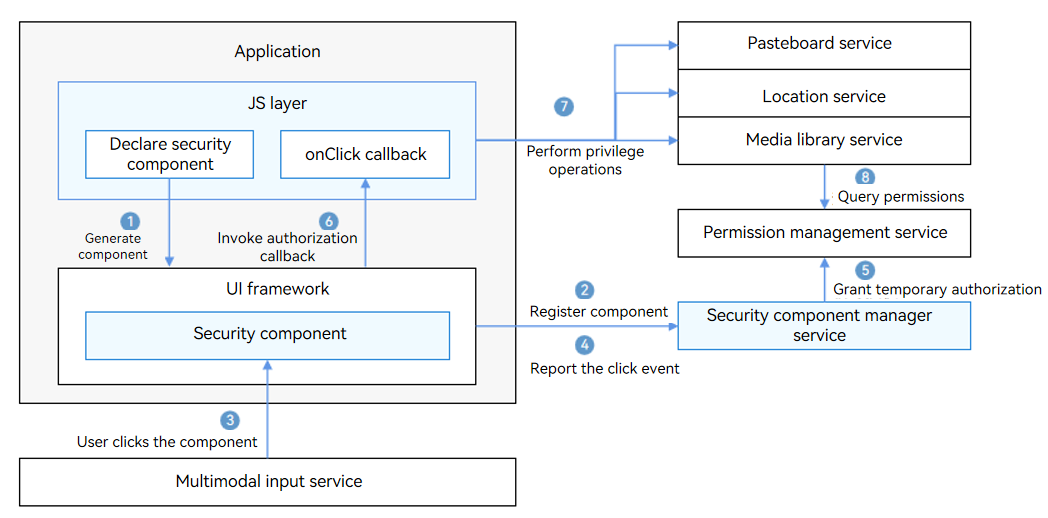 Application
JS layer
Declare security
component
onClick callback
1
Generate
component
6
Invoke authorization
callback
UI framework
Security component
3
User clicks the component
Multimodal input service
7
Perform privilege
operations
2
Register component
4
Report the click event
Pasteboard service
Location service
Media library service
8
Query permissions
Permission management service
5
Grant temporary authorization
Security component manager
service